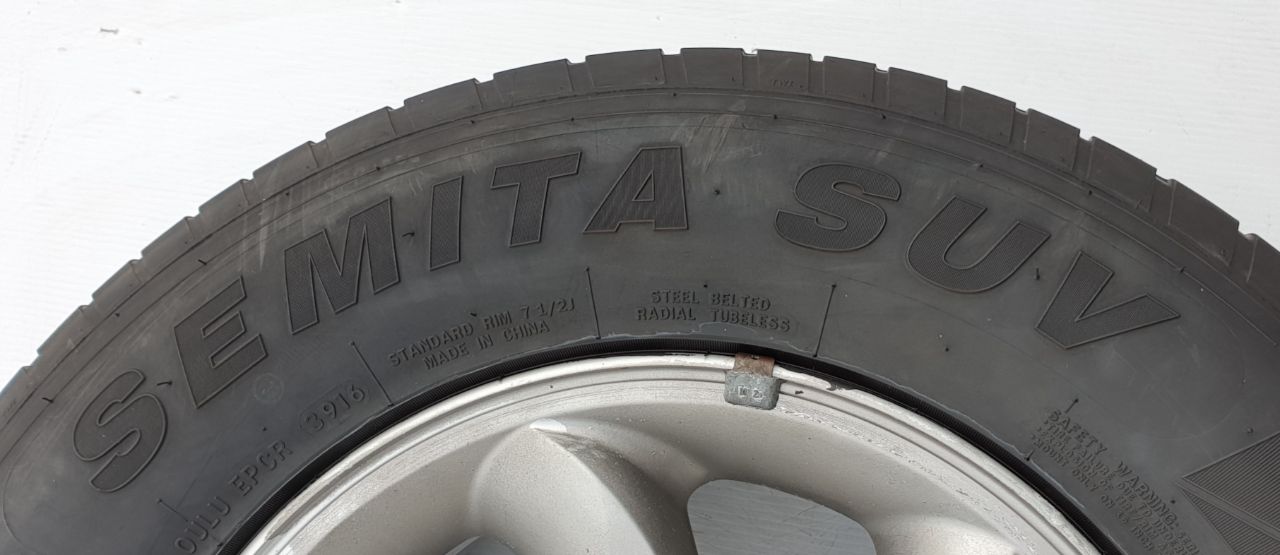 SEMITA SUV
OULU EPCR 3916
STANDARD RIM 7 1/2J
MADE IN CHINA
STEEL BELTED
RADIAL TUBELESS
TWI
SAFETY WARNING: